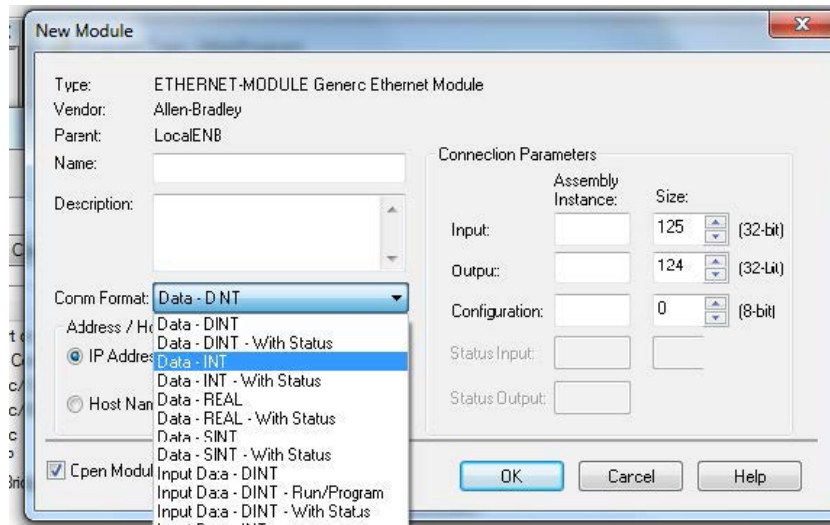 New Module
Type: ETHERNET-MODULE Generc Ethernet Module
Vendor: Allen-Bradley
Parent: LocalENB
Name:
Description:
Comm Format: Data - DINT
Data - DINT
Data - DINT - With Status
Data - INT
Data - INT - With Status
Data - REAL
Data - REAL - With Status
Data - SINT
Data - SINT - With Status
Input Data - DINT
Input Data - DINT - Run/Program
Input Data - DINT - With Status
Address / Ho
IP Addre
Host Nan
Open Modul
Connection Parameters
Assembly
Instance:
Size:
Input: 125 (32-bit)
Output: 124 (32-bit)
Configuration: 0 (8-bit)
Status Input:
Status Output:
OK Cancel Help